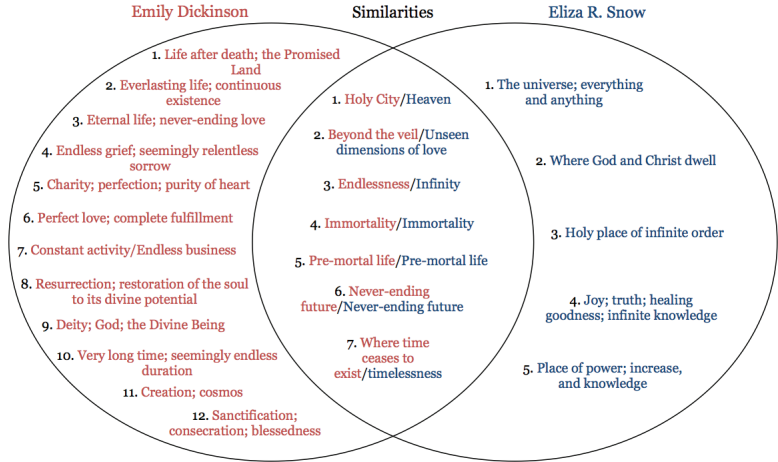 Emily Dickinson
Similarities
Eliza R. Snow
1. Life after death; the Promised
Land
2. Everlasting life; continuous
existence
3. Eternal life; never-ending love
4. Endless grief; seemingly relentless
sorrow
5. Charity; perfection; purity of heart
6. Perfect love; complete fulfillment
7. Constant activity/Endless business
8. Resurrection; restoration of the soul
to its divine potential
9. Deity; God; the Divine Being
10. Very long time; seemingly endless
duration
11. Creation; cosmos
12. Sanctification;
consecration; blessedness
1. Holy City/Heaven
2. Beyond the veil/Unseen
dimensions of love
3. Endlessness/Infinity
4. Immortality/Immortality
5. Pre-mortal life/Pre-mortal life
6. Never-ending
future/Never-ending future
7. Where time
ceases to
exist/timelessness
1. The universe; everything
and anything
2. Where God and Christ dwell
3. Holy place of infinite order
4. Joy; truth; healing
goodness; infinite knowledge
5. Place of power; increase,
and knowledge